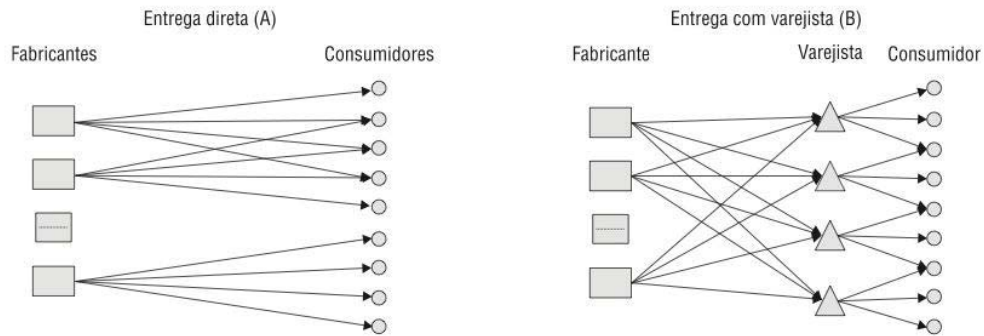 Entrega direta (A)
Fabricantes
Consumidores
Entrega com varejista (B)
Fabricante
Varejista
Consumidor